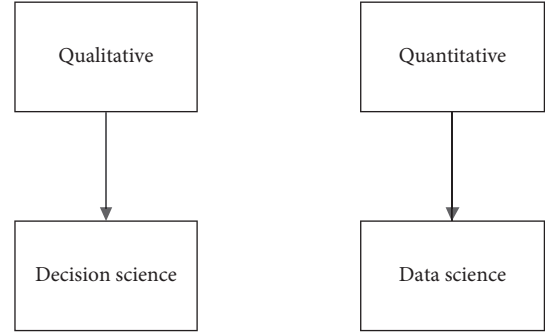 Qualitative
Quantitative
Decision science
Data science